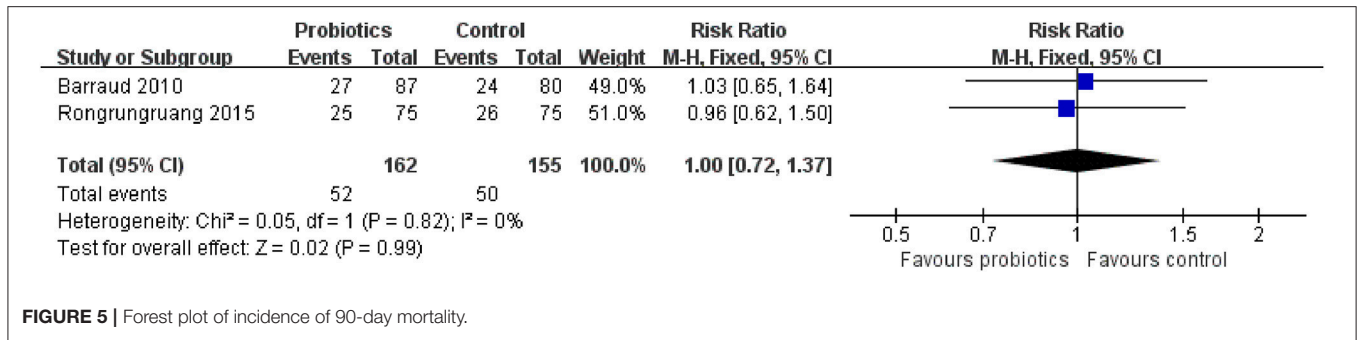 Probiotics Control Risk Ratio Risk Ratio
Study or Subgroup Events Total Events Total Weight M-H, Fixed, 95% CI M-H, Fixed, 95% CI
Barraud 2010 27 87 24 80 49.0% 1.03 [0.65, 1.64]
Rongrungruang 2015 25 75 26 75 51.0% 0.96 [0.62, 1.50]
Total (95% CI) 162 155 100.0% 1.00 [0.72, 1.37]
Total events 52 50
Heterogeneity: Chi² = 0.05, df = 1 (P = 0.82); I² = 0%
Test for overall effect: Z = 0.02 (P = 0.99)
0.5 0.7 1 1.5 2
Favours probiotics Favours control
FIGURE 5 | Forest plot of incidence of 90-day mortality.